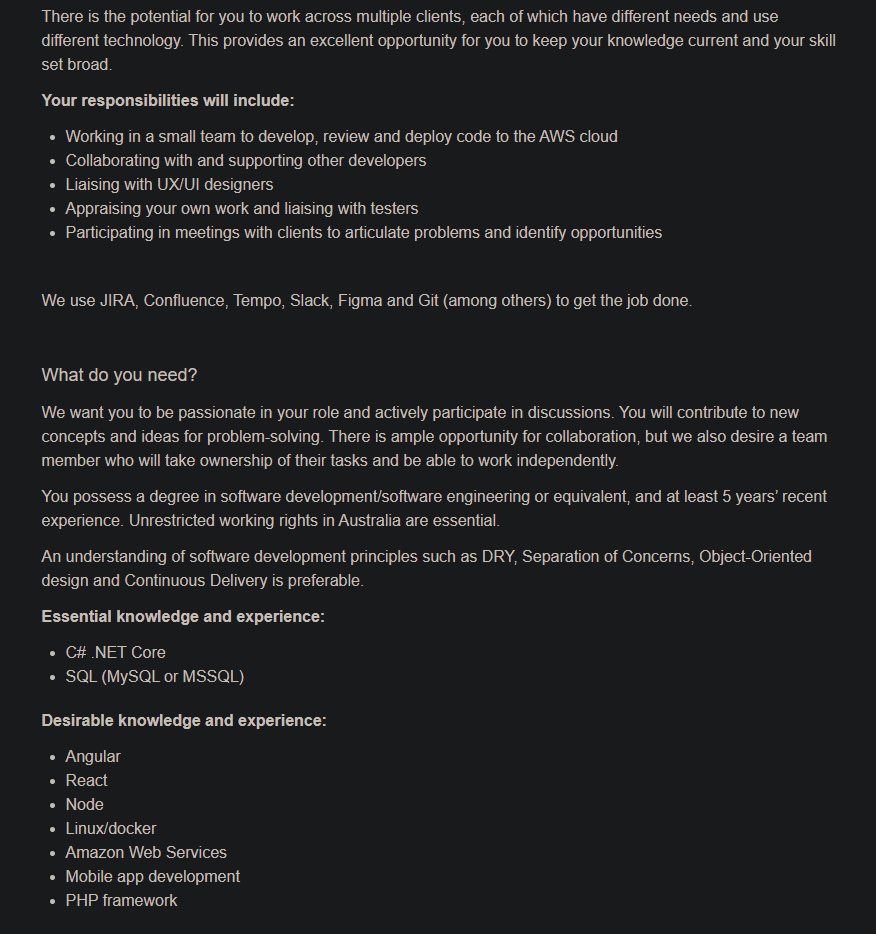 There is the potential for you to work across multiple clients, each of which have different needs and use
different technology. This provides an excellent opportunity for you to keep your knowledge current and your skill
set broad.
Your responsibilities will include:
• Working in a small team to develop, review and deploy code to the AWS cloud
• Collaborating with and supporting other developers
• Liaising with UX/UI designers
• Appraising your own work and liaising with testers
• Participating in meetings with clients to articulate problems and identify opportunities
We use JIRA, Confluence, Tempo, Slack, Figma and Git (among others) to get the job done.
What do you need?
We want you to be passionate in your role and actively participate in discussions. You will contribute to new
concepts and ideas for problem-solving. There is ample opportunity for collaboration, but we also desire a team
member who will take ownership of their tasks and be able to work independently.
You possess a degree in software development/software engineering or equivalent, and at least 5 years’ recent
experience. Unrestricted working rights in Australia are essential.
An understanding of software development principles such as DRY, Separation of Concerns, Object-Oriented
design and Continuous Delivery is preferable.
Essential knowledge and experience:
• C# .NET Core
• SQL (MySQL or MSSQL)
Desirable knowledge and experience:
• Angular
• React
• Node
• Linux/docker
• Amazon Web Services
• Mobile app development
• PHP framework